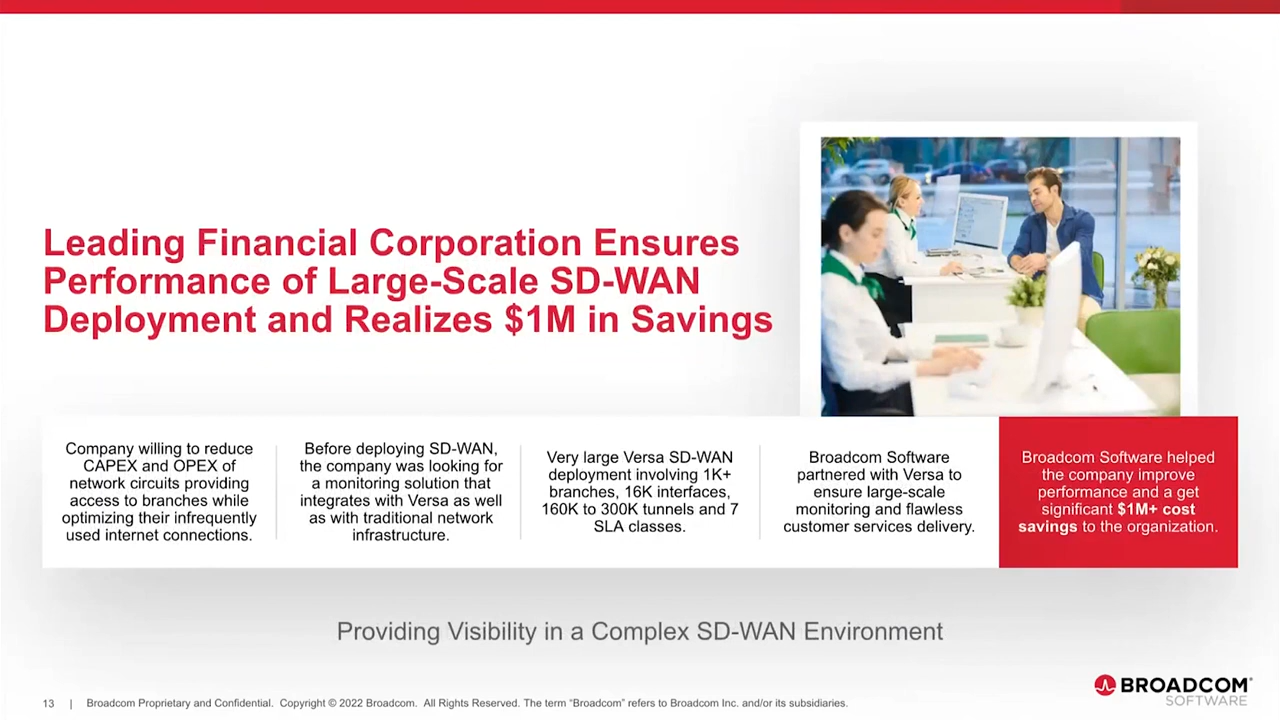 Leading Financial Corporation Ensures
Performance of Large-Scale SD-WAN
Deployment and Realizes $1M in Savings
Company willing to reduce
CAPEX and OPEX of
network circuits providing
access to branches while
optimizing their infrequently
used internet connections.
Before deploying SD-WAN,
the company was looking for
a monitoring solution that
integrates with Versa as well
as with traditional network
infrastructure.
Very large Versa SD-WAN
deployment involving 1K+
branches, 16K interfaces,
160K to 300K tunnels and 7
SLA classes.
Broadcom Software
partnered with Versa to
ensure large-scale
monitoring and flawless
customer services delivery.
Broadcom Software helped
the company improve
performance and a get
significant $1M+ cost
savings to the organization.
Providing Visibility in a Complex SD-WAN Environment
13 | Broadcom Proprietary and Confidential. Copyright © 2022 Broadcom. All Rights Reserved. The term “Broadcom” refers to Broadcom Inc. and/or its subsidiaries.
BROADCOM®
SOFTWARE